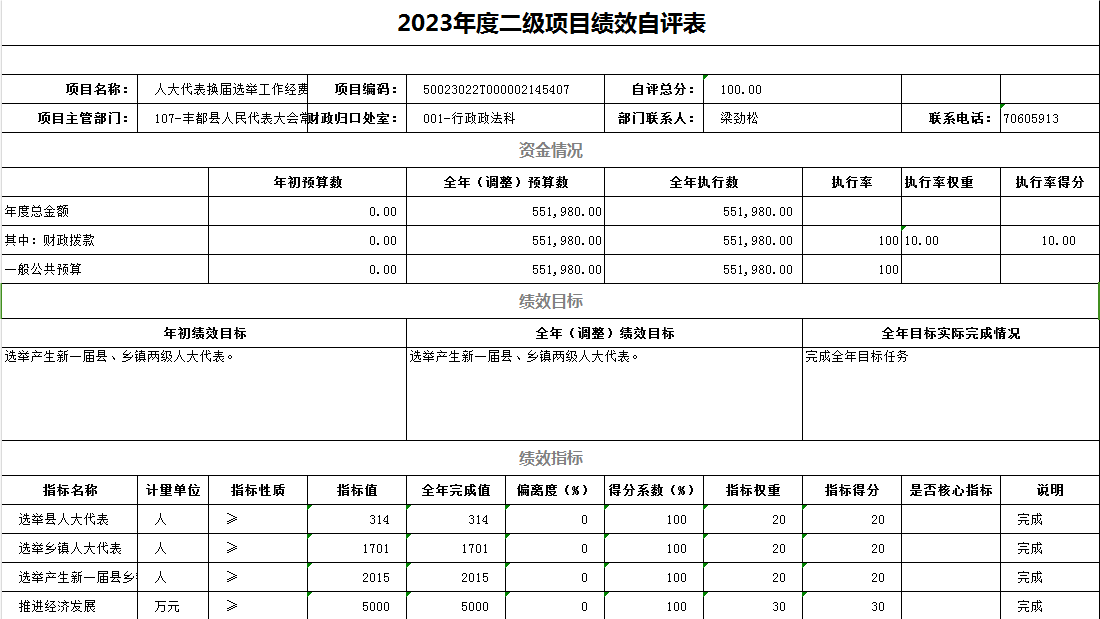 2023年度二级项目绩效自评表
项目名称: 人大代表换届选举工作经费 项目编码: 50023022T000002145407 自评总分: 100.00
项目主管部门: 107-丰都县人民代表大会常 财政归口处室: 001-行政政法科 部门联系人: 梁劲松 联系电话: 70605913
资金情况
年初预算数 全年(调整)预算数 全年执行数 执行率 执行率权重 执行率得分
年度总金额 0.00 551,980.00 551,980.00
其中: 财政拨款 0.00 551,980.00 551,980.00 100 10.00 10.00
一般公共预算 0.00 551,980.00 551,980.00 100
绩效目标
年初绩效目标 全年(调整)绩效目标 全年目标实际完成情况
选举产生新一届县、乡镇两级人大代表。 选举产生新一届县、乡镇两级人大代表。 完成全年目标任务
绩效指标
指标名称 计量单位 指标性质 指标值 全年完成值 偏离度(%) 得分系数(%) 指标权重 指标得分 是否核心指标 说明
选举县人大代表 人 ≥ 314 314 0 100 20 20 完成
选举乡镇人大代表 人 ≥ 1701 1701 0 100 20 20 完成
选举产生新一届县乡 人 ≥ 2015 2015 0 100 20 20 完成
推进经济发展 万元 ≥ 5000 5000 0 100 30 30 完成